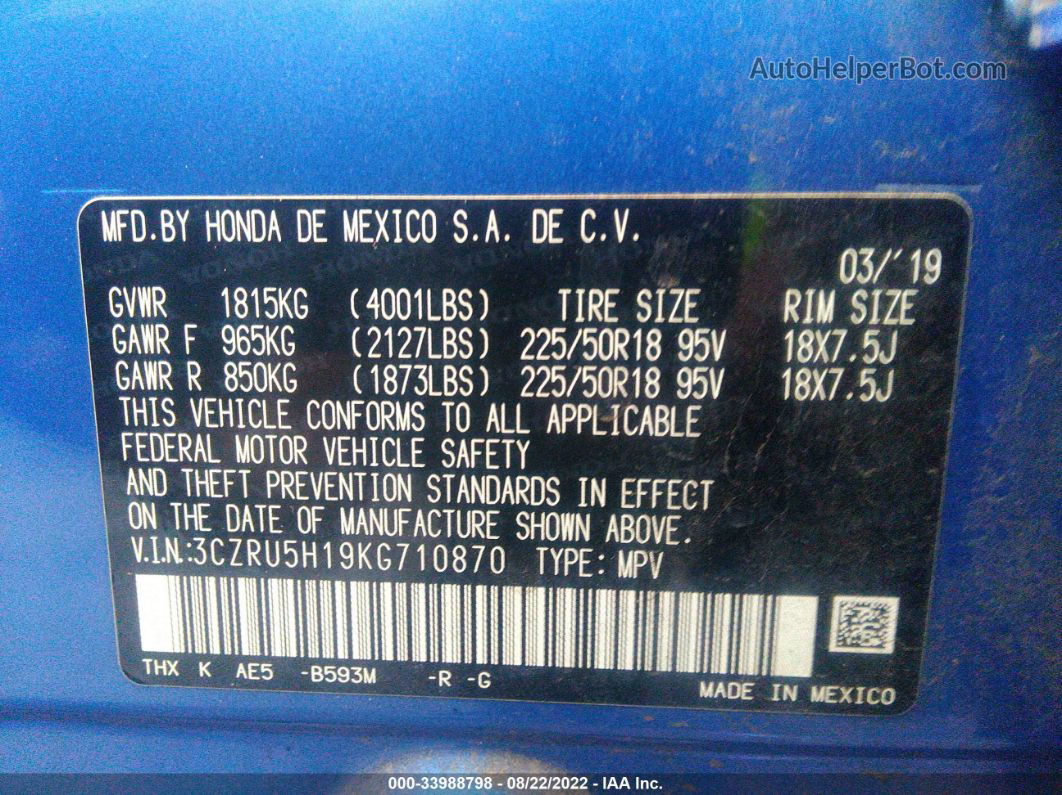 AutoHelperBot.com
MFD.BY HONDA DE MEXICO S.A. DE C.V.
03/'19
GVWR 1815KG (4001LBS) TIRE SIZE RIM SIZE
GAWR F 965KG (2127LBS) 225/50R18 95V 18X7.5J
GAWR R 850KG (1873LBS) 225/50R18 95V 18X7.5J
THIS VEHICLE CONFORMS TO ALL APPLICABLE
FEDERAL MOTOR VEHICLE SAFETY
AND THEFT PREVENTION STANDARDS IN EFFECT
ON THE DATE OF MANUFACTURE SHOWN ABOVE.
V.I.N.:3CZRU5H19KG710870 TYPE: MPV
THX K AE5 -B593M -R -G
MADE IN MEXICO
000-33988798 - 08/22/2022 - IAA Inc.